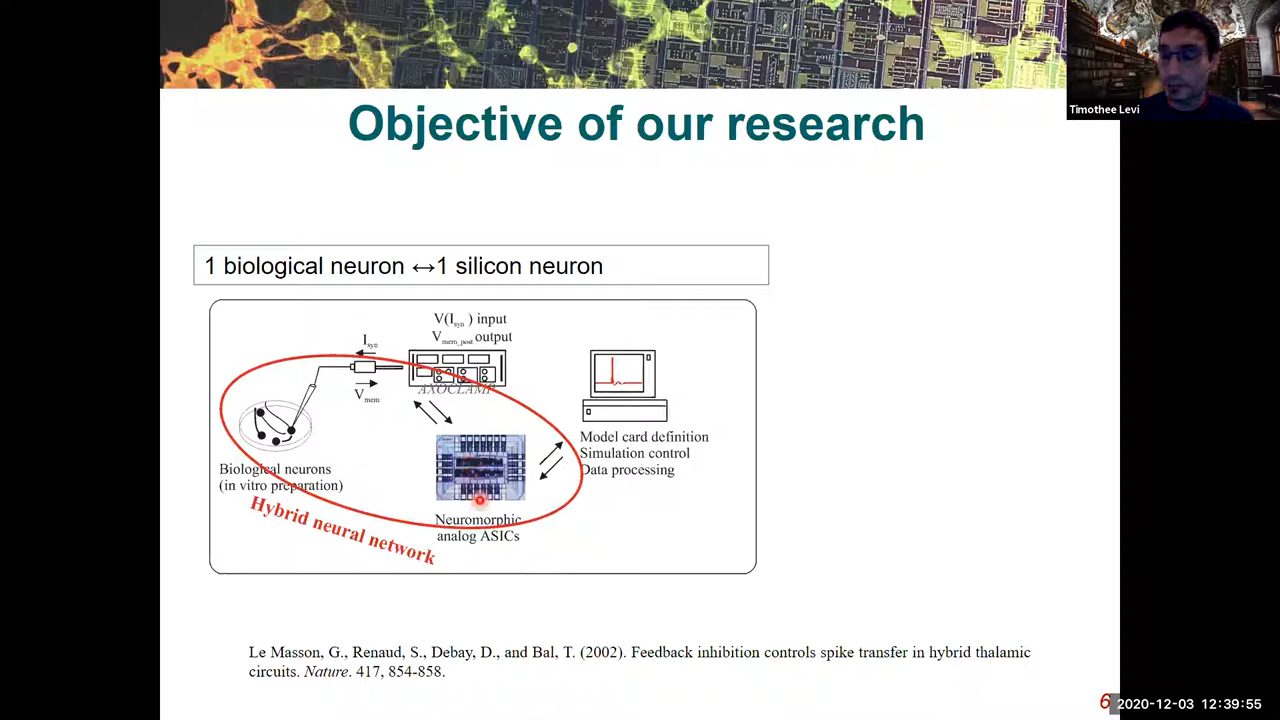 Timothee Levi
Objective of our research
1 biological neuron ↔1 silicon neuron
V(Isyn ) input
Vmem_post output
Isyn
Vmem
AXOCLAMP
Biological neurons
(in vitro preparation)
Hybrid neural network
Neuromorphic
analog ASICs
Model card definition
Simulation control
Data processing
Le Masson, G., Renaud, S., Debay, D., and Bal, T. (2002). Feedback inhibition controls spike transfer in hybrid thalamic
circuits. Nature. 417, 854-858.
6
2020-12-03 12:39:55